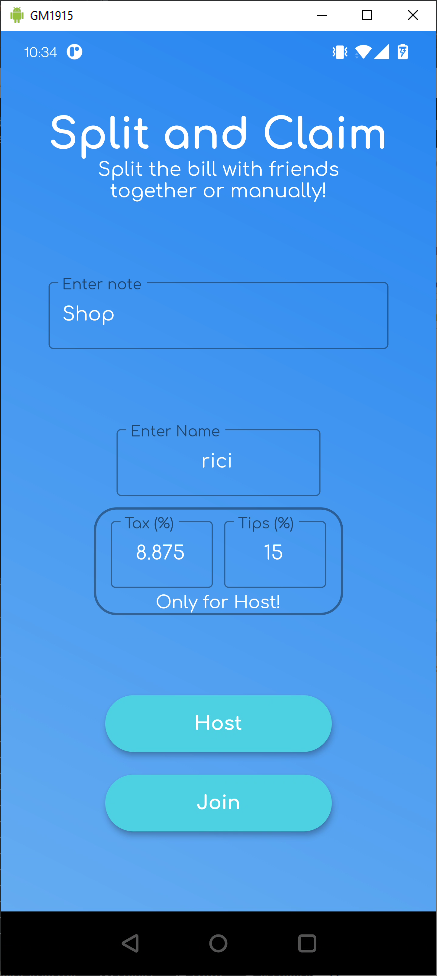 GM1915
10:34
Split and Claim
Split the bill with friends
together or manually!
Enter note
Shop
Enter Name
rici
Tax (%)
Tips (%)
8.875
15
Only for Host!
Host
Join